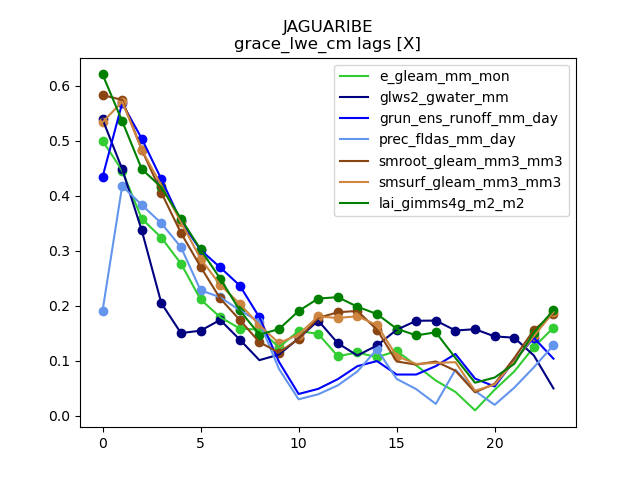 JAGUARIBE
grace_lwe_cm lags [X]
e_gleam_mm_mon
glws2_gwater_mm
grun_ens_runoff_mm_day
prec_fldas_mm_day
smroot_gleam_mm3_mm3
smsurf_gleam_mm3_mm3
lai_gimms4g_m2_m2
0.6
0.5
0.4
0.3
0.2
0.1
0.0
0 5 10 15 20